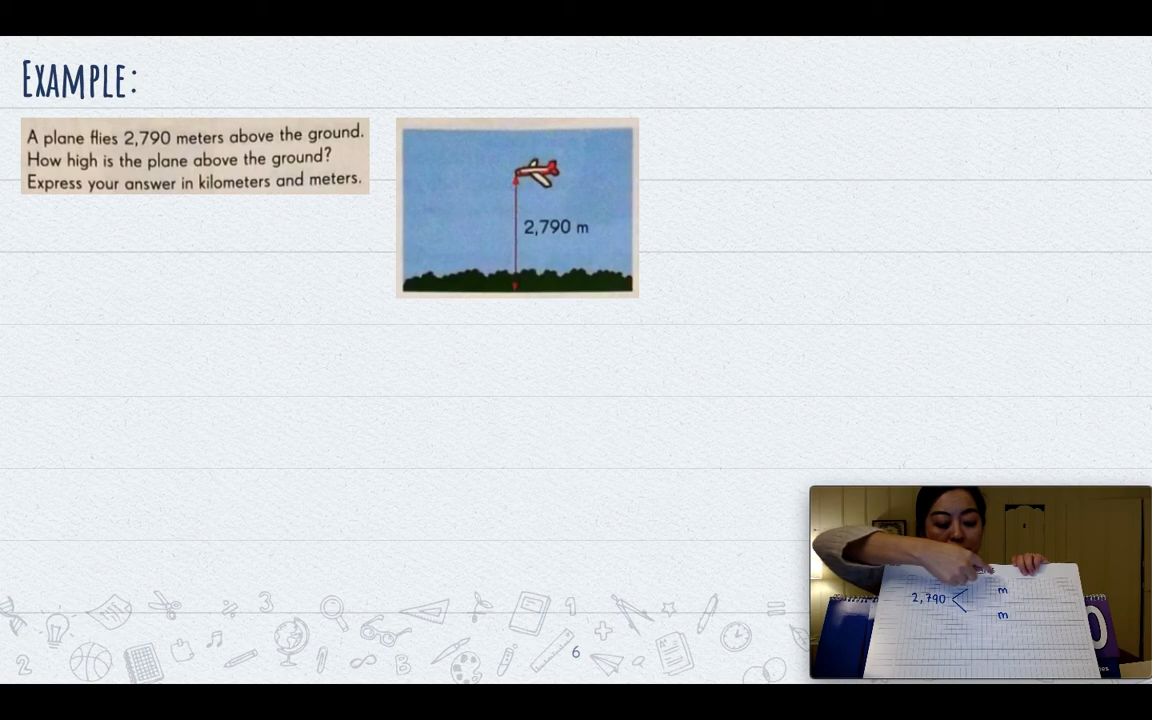 EXAMPLE:
A plane flies 2,790 meters above the ground.
How high is the plane above the ground?
Express your answer in kilometers and meters.
2,790 m
6
2,790 < m
m